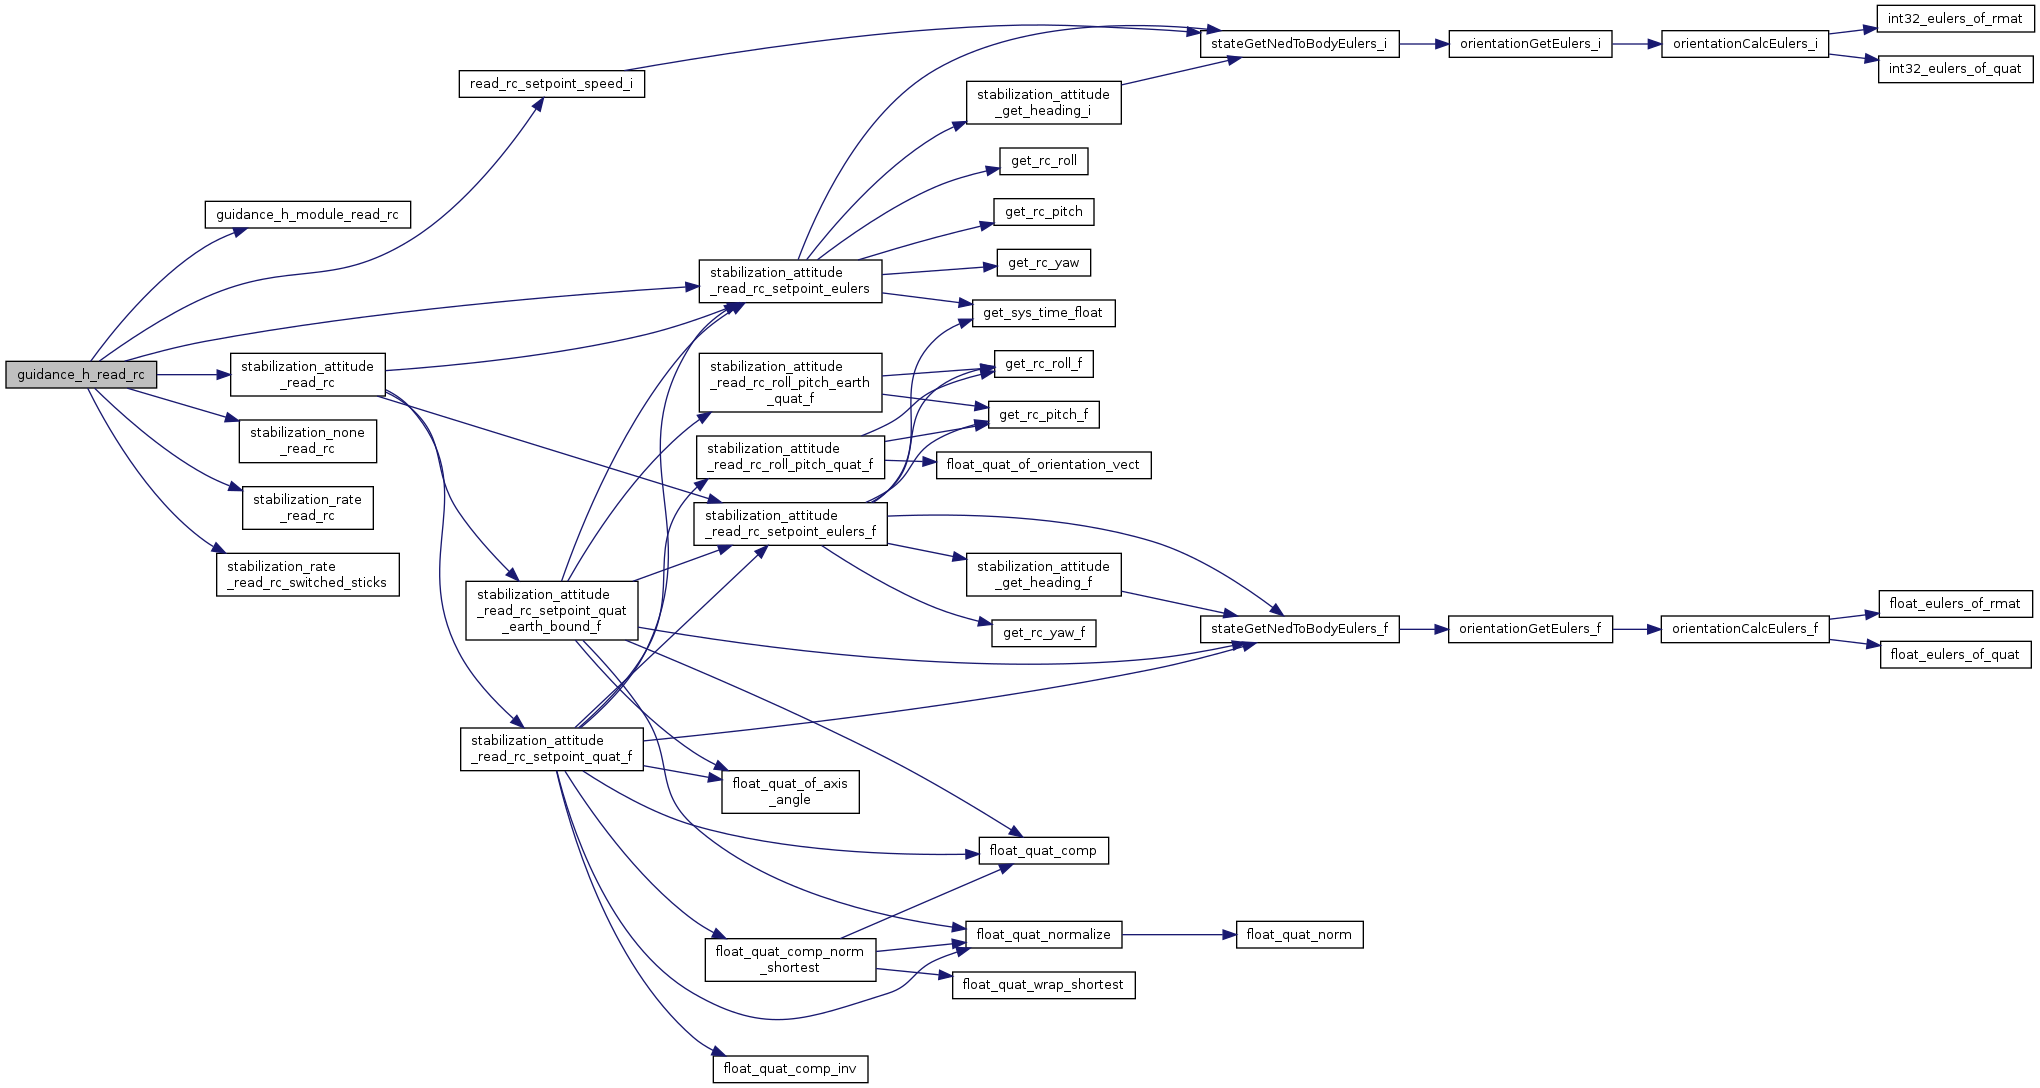 guidance_h_read_rc
guidance_h_module_read_rc
read_rc_setpoint_speed_i
stabilization_attitude
_read_rc_setpoint_eulers
stabilization_attitude
_read_rc
stabilization_none
_read_rc
stabilization_rate
_read_rc
stabilization_rate
_read_rc_switched_sticks
stateGetNedToBodyEulers_i
orientationGetEulers_i
orientationCalcEulers_i
int32_eulers_of_rmat
int32_eulers_of_quat
stabilization_attitude
_get_heading_i
get_rc_roll
get_rc_pitch
get_rc_yaw
get_sys_time_float
stabilization_attitude
_read_rc_roll_pitch_earth
_quat_f
get_rc_roll_f
get_rc_pitch_f
stabilization_attitude
_read_rc_roll_pitch_quat_f
float_quat_of_orientation_vect
stabilization_attitude
_read_rc_setpoint_eulers_f
stabilization_attitude
_get_heading_f
get_rc_yaw_f
stabilization_attitude
_read_rc_setpoint_quat
_earth_bound_f
stateGetNedToBodyEulers_f
orientationGetEulers_f
orientationCalcEulers_f
float_eulers_of_rmat
float_eulers_of_quat
stabilization_attitude
_read_rc_setpoint_quat_f
float_quat_of_axis
_angle
float_quat_comp
float_quat_comp_norm
_shortest
float_quat_normalize
float_quat_norm
float_quat_wrap_shortest
float_quat_comp_inv